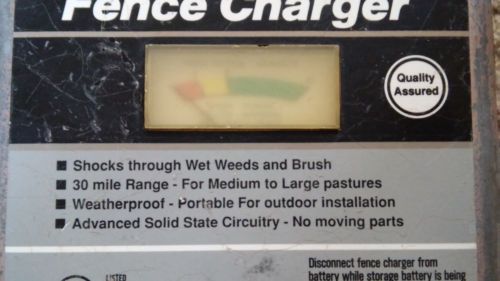 Fence Charger
Quality
Assured
■ Shocks through Wet Weeds and Brush
■ 30 mile Range - For Medium to Large pastures
■ Weatherproof - Portable For outdoor installation
■ Advanced Solid State Circuitry - No moving parts
LISTED
Disconnect fence charger from
battery while storage battery is being